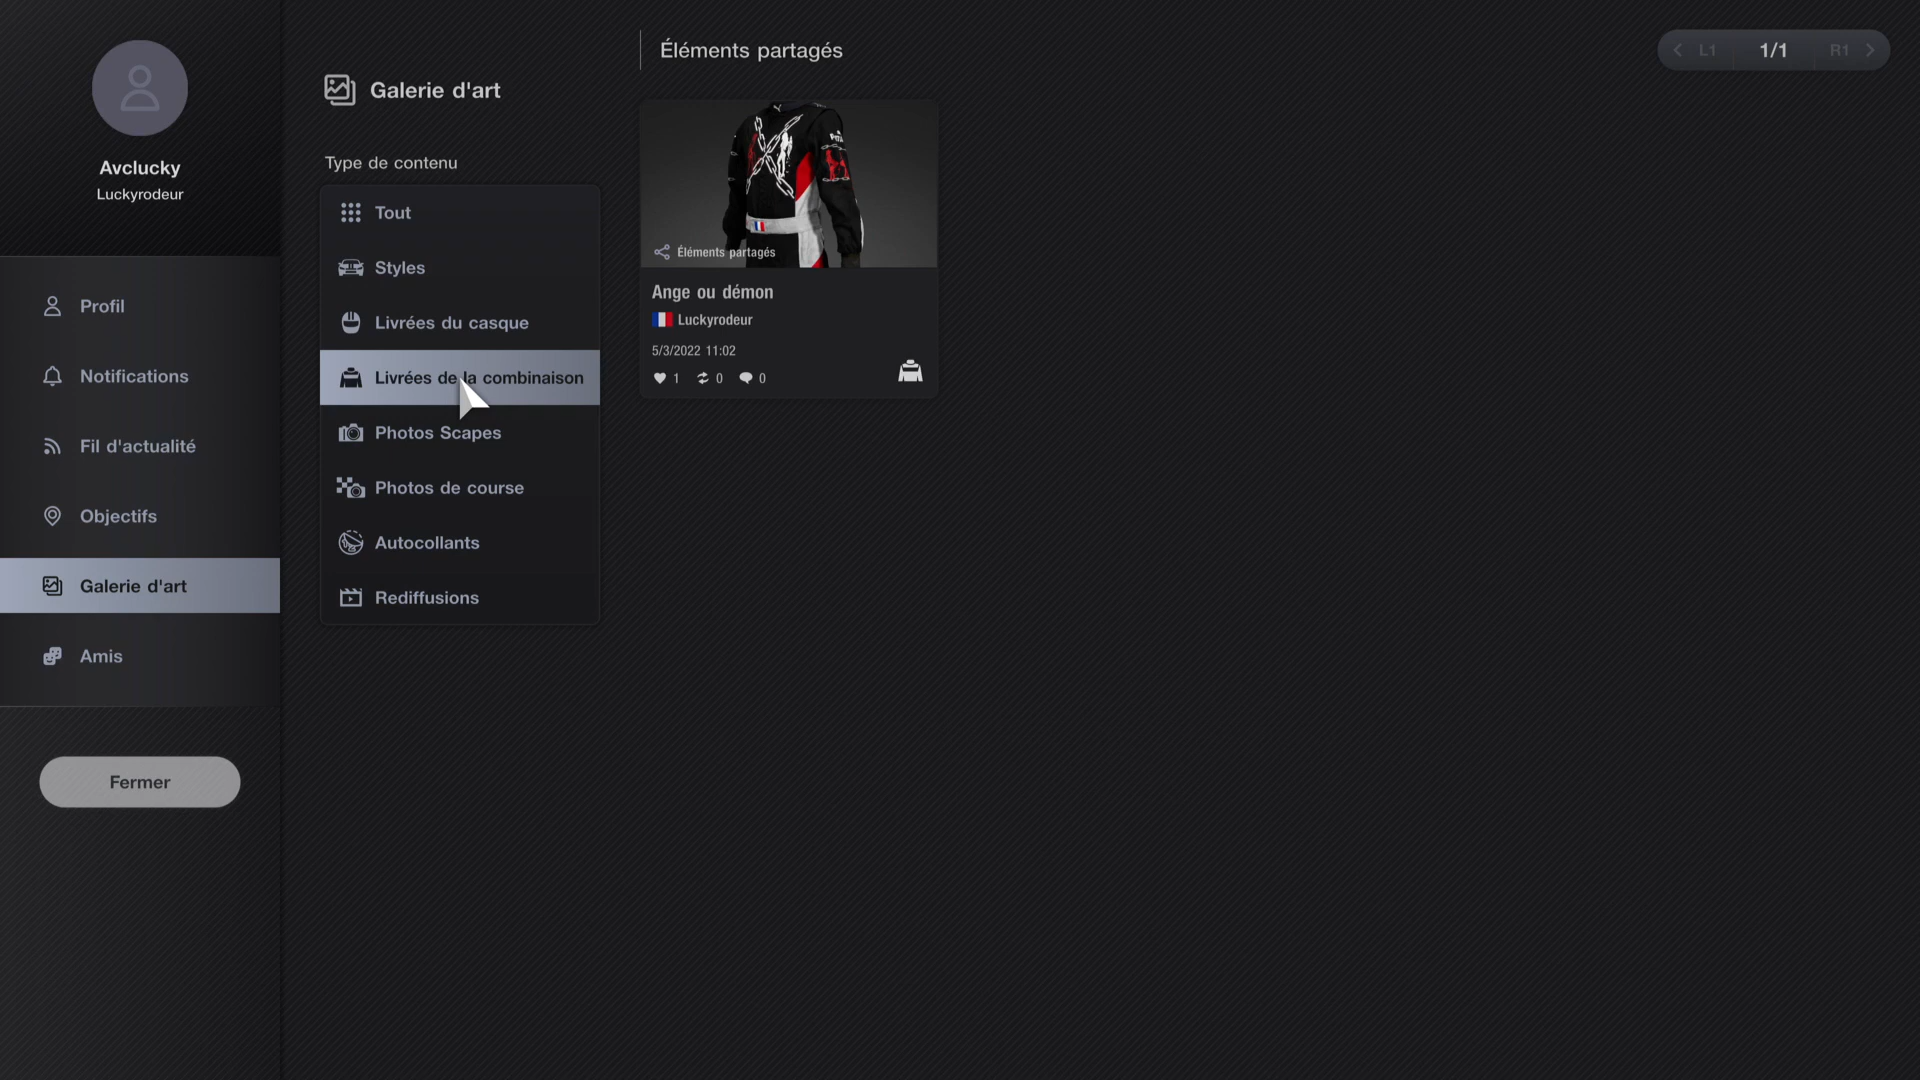 Avclucky
Luckyrodeur
Profil
Notifications
Fil d'actualité
Objectifs
Galerie d'art
Amis
Fermer
Galerie d'art
Type de contenu
Tout
Styles
Livrées du casque
Livrées de la combinaison
Photos Scapes
Photos de course
Autocollants
Rediffusions
Éléments partagés
L1 1/1 R1
Éléments partagés
Ange ou démon
Luckyrodeur
5/3/2022 11:02
1 0 0